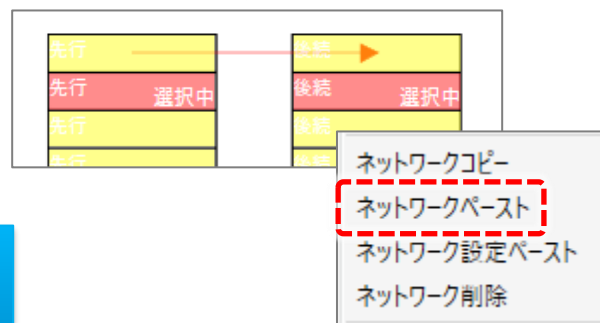 先行 後続
先行 選択中 後続 選択中
先行 後続
先行
ネットワークコピー
ネットワークペースト
ネットワーク設定ペースト
ネットワーク削除